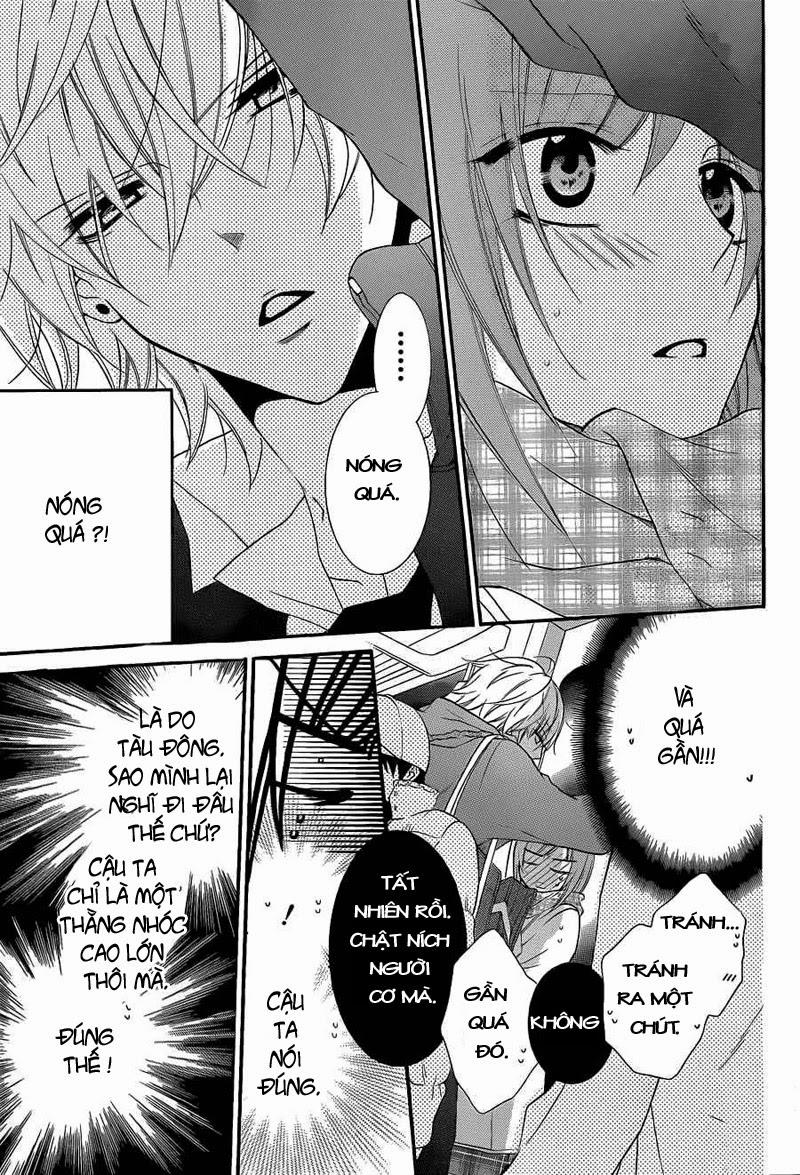 ......
NÓNG
QUÁ.
NÓNG
QUÁ ?!
VÀ
QUÁ
GẦN!!!
TRÁNH...
TRÁNH
RA MỘT
CHÚT.
KHÔNG
GẦN
QUÁ
ĐÓ.
TẤT
NHIÊN RỒI.
CHẬT NÍCH
NGƯỜI
CƠ MÀ.
!
CẬU
TA
NÓI
ĐÚNG.
LÀ DO
TÀU ĐÔNG.
SAO MÌNH LẠI
NGHĨ ĐI ĐÂU
THẾ CHỨ?
CẬU TA
CHỈ LÀ MỘT
THẰNG NHÓC
CAO LỚN
THÔI MÀ.
ĐÚNG
THẾ !